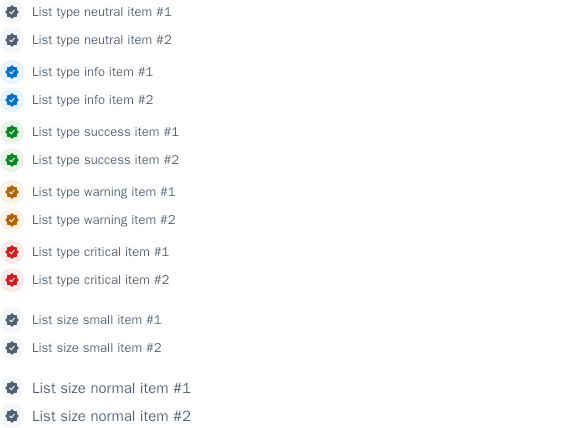 List type neutral item #1
List type neutral item #2
List type info item #1
List type info item #2
List type success item #1
List type success item #2
List type warning item #1
List type warning item #2
List type critical item #1
List type critical item #2
List size small item #1
List size small item #2
List size normal item #1
List size normal item #2